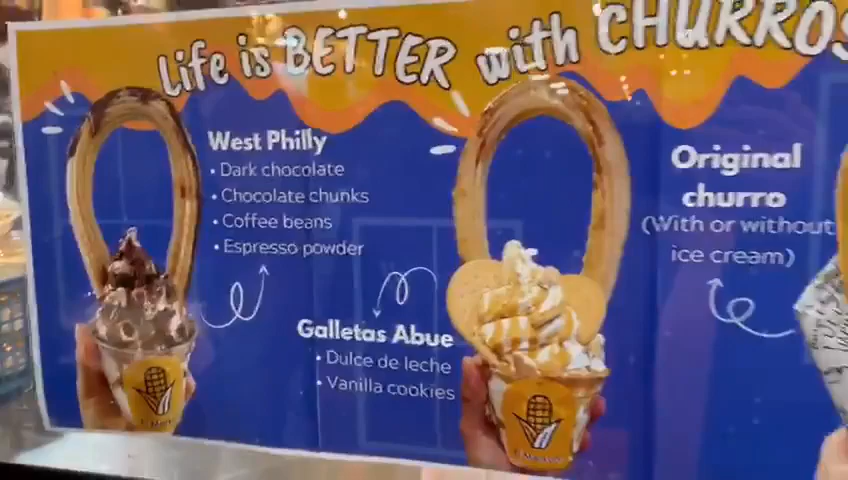 Life is BETTER with CHURROS
West Philly
• Dark chocolate
• Chocolate chunks
• Coffee beans
• Espresso powder
Galletas Abue
• Dulce de leche
• Vanilla cookies
Original
churro
(With or without
ice cream)